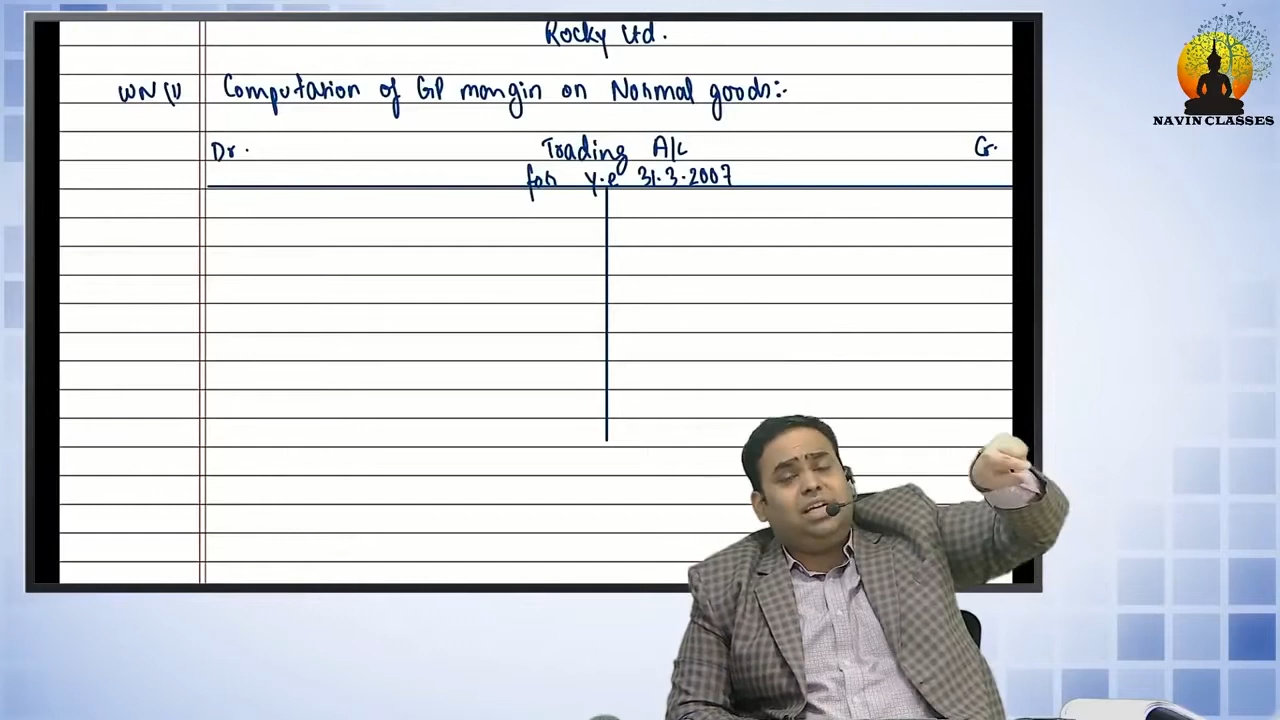 Rocky Ltd.
WN (1) Computation of GP margin on Normal goods:-
Dr. Trading A/c Cr.
for y.e 31.3.2007
NAVIN CLASSES